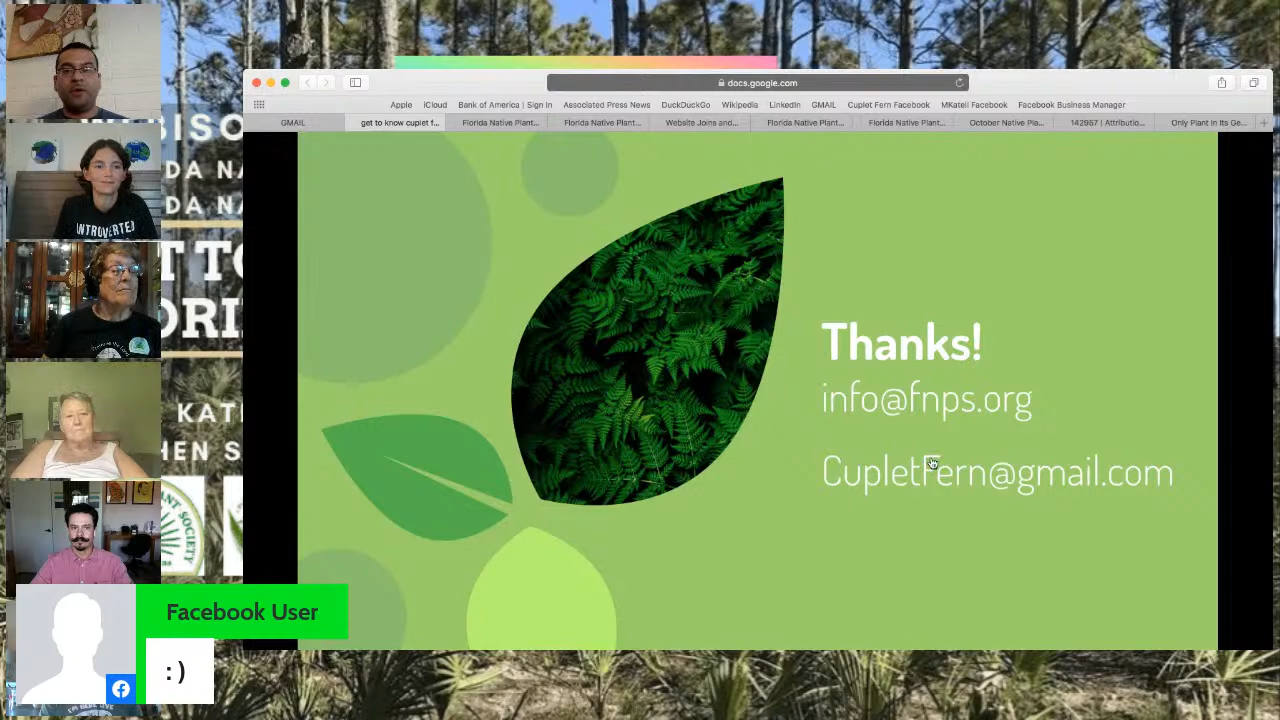 docs.google.com
Apple iCloud Bank of America | Sign In Associated Press News DuckDuckGo Wikipedia LinkedIn GMAIL Cuplet Fern Facebook MKatell Facebook Facebook Business Manager
GMAIL get to know cuplet f... Florida Native Plant... Florida Native Plant... Website Joins and... Florida Native Plant... Florida Native Plant... October Native Pla... 142957 | Attributio... Only Plant In Its Ge...
INTROVERTED
Thanks!
info@fnps.org
CupletFern@gmail.com
Facebook User
:)